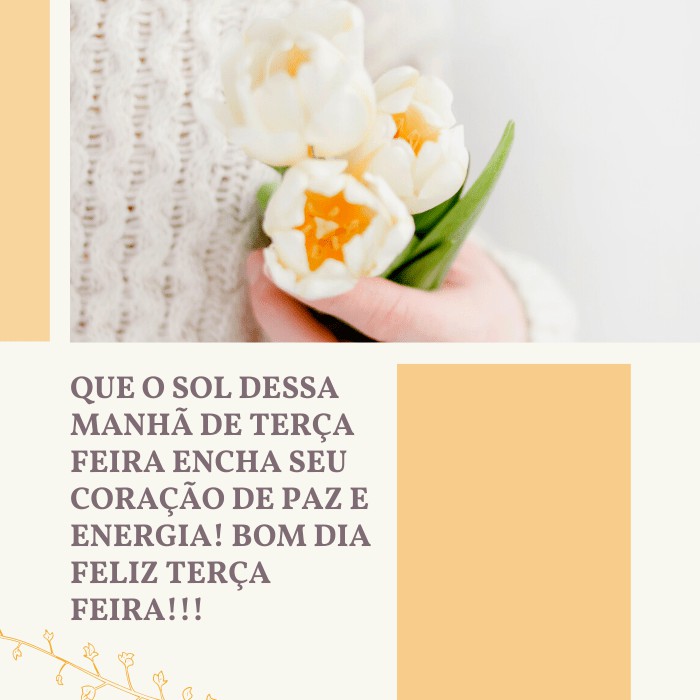 QUE O SOL DESSA
MANHÃ DE TERÇA
FEIRA ENCHA SEU
CORAÇÃO DE PAZ E
ENERGIA! BOM DIA
FELIZ TERÇA
FEIRA!!!